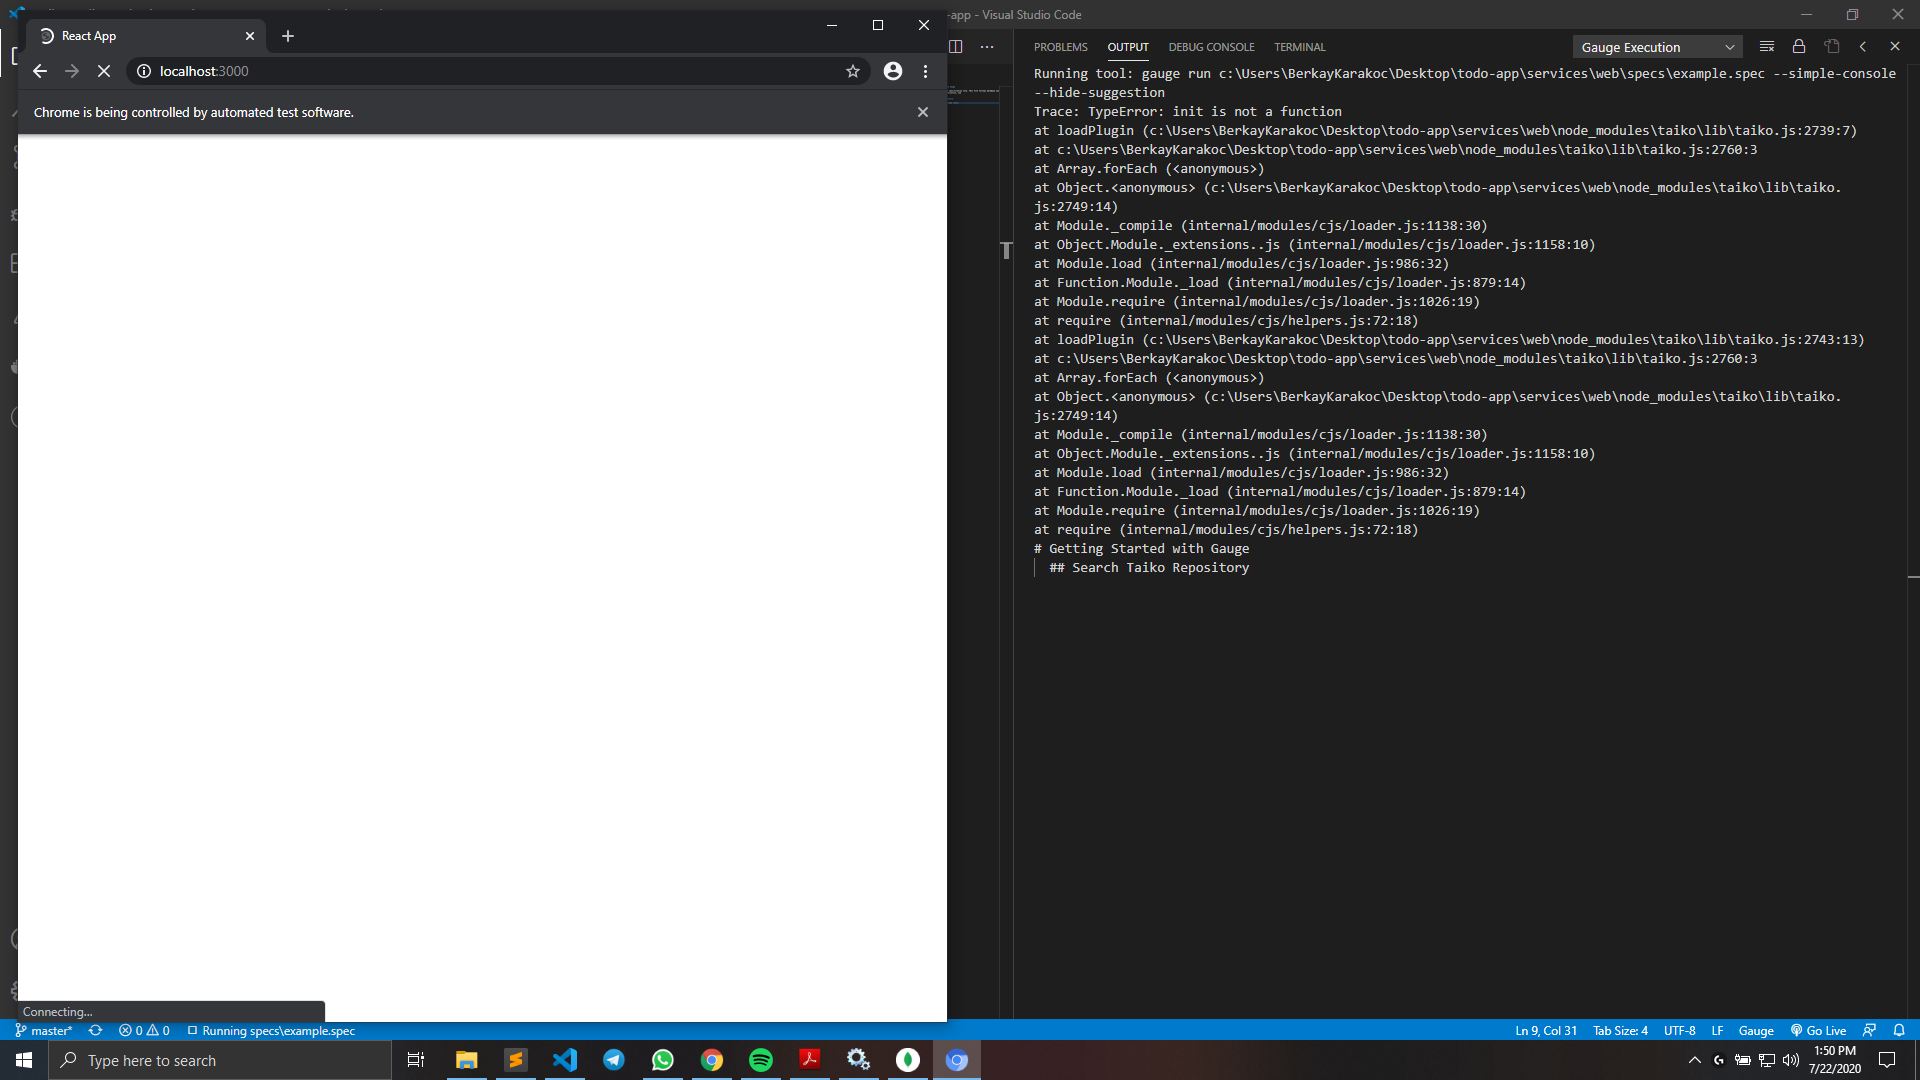 -app - Visual Studio Code
React App
localhost:3000
Chrome is being controlled by automated test software.
Connecting...
PROBLEMS
OUTPUT
DEBUG CONSOLE
TERMINAL
Gauge Execution
Running tool: gauge run c:\Users\BerkayKarakoc\Desktop\todo-app\services\web\specs\example.spec --simple-console
--hide-suggestion
Trace: TypeError: init is not a function
at loadPlugin (c:\Users\BerkayKarakoc\Desktop\todo-app\services\web\node_modules\taiko\lib\taiko.js:2739:7)
at c:\Users\BerkayKarakoc\Desktop\todo-app\services\web\node_modules\taiko\lib\taiko.js:2760:3
at Array.forEach (<anonymous>)
at Object.<anonymous> (c:\Users\BerkayKarakoc\Desktop\todo-app\services\web\node_modules\taiko\lib\taiko.
js:2749:14)
at Module._compile (internal/modules/cjs/loader.js:1138:30)
at Object.Module._extensions..js (internal/modules/cjs/loader.js:1158:10)
at Module.load (internal/modules/cjs/loader.js:986:32)
at Function.Module._load (internal/modules/cjs/loader.js:879:14)
at Module.require (internal/modules/cjs/loader.js:1026:19)
at require (internal/modules/cjs/helpers.js:72:18)
at loadPlugin (c:\Users\BerkayKarakoc\Desktop\todo-app\services\web\node_modules\taiko\lib\taiko.js:2743:13)
at c:\Users\BerkayKarakoc\Desktop\todo-app\services\web\node_modules\taiko\lib\taiko.js:2760:3
at Array.forEach (<anonymous>)
at Object.<anonymous> (c:\Users\BerkayKarakoc\Desktop\todo-app\services\web\node_modules\taiko\lib\taiko.
js:2749:14)
at Module._compile (internal/modules/cjs/loader.js:1138:30)
at Object.Module._extensions..js (internal/modules/cjs/loader.js:1158:10)
at Module.load (internal/modules/cjs/loader.js:986:32)
at Function.Module._load (internal/modules/cjs/loader.js:879:14)
at Module.require (internal/modules/cjs/loader.js:1026:19)
at require (internal/modules/cjs/helpers.js:72:18)
# Getting Started with Gauge
## Search Taiko Repository
master*
0
0
Running specs\example.spec
Ln 9, Col 31
Tab Size: 4
UTF-8
LF
Gauge
Go Live
Type here to search
1:50 PM
7/22/2020